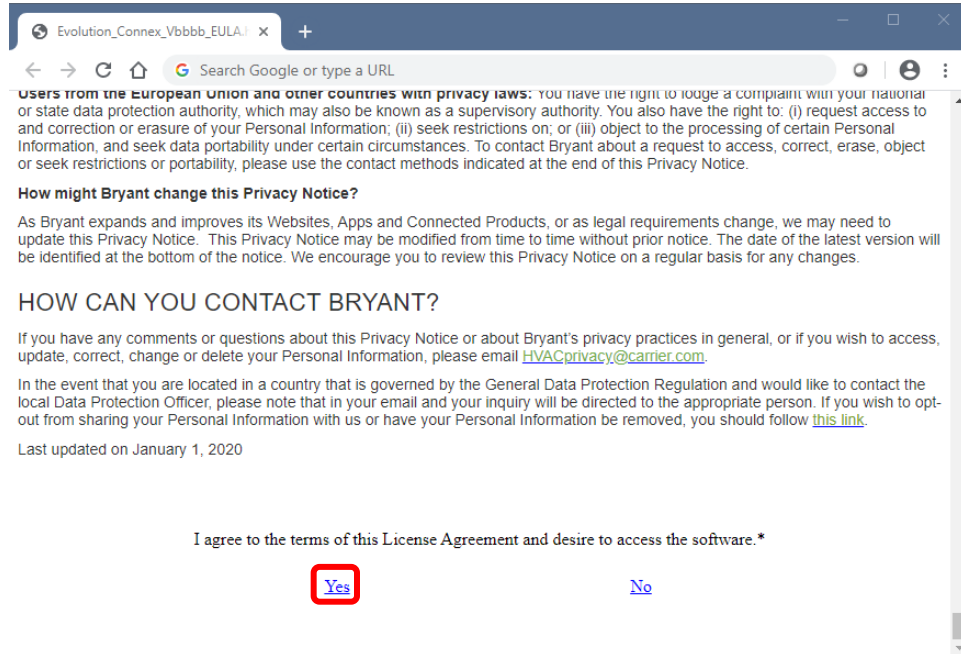 Evolution_Connex_Vbbbb_EULA.
Search Google or type a URL
Users from the European Union and other countries with privacy laws: You have the right to lodge a complaint with your national
or state data protection authority, which may also be known as a supervisory authority. You also have the right to: (i) request access to
and correction or erasure of your Personal Information; (ii) seek restrictions on; or (iii) object to the processing of certain Personal
Information, and seek data portability under certain circumstances. To contact Bryant about a request to access, correct, erase, object
or seek restrictions or portability, please use the contact methods indicated at the end of this Privacy Notice.
How might Bryant change this Privacy Notice?
As Bryant expands and improves its Websites, Apps and Connected Products, or as legal requirements change, we may need to
update this Privacy Notice.  This Privacy Notice may be modified from time to time without prior notice. The date of the latest version will
be identified at the bottom of the notice. We encourage you to review this Privacy Notice on a regular basis for any changes.
HOW CAN YOU CONTACT BRYANT?
If you have any comments or questions about this Privacy Notice or about Bryant's privacy practices in general, or if you wish to access,
update, correct, change or delete your Personal Information, please email HVACprivacy@carrier.com.
In the event that you are located in a country that is governed by the General Data Protection Regulation and would like to contact the
local Data Protection Officer, please note that in your email and your inquiry will be directed to the appropriate person. If you wish to opt-
out from sharing your Personal Information with us or have your Personal Information be removed, you should follow this link.
Last updated on January 1, 2020
I agree to the terms of this License Agreement and desire to access the software.*
Yes No